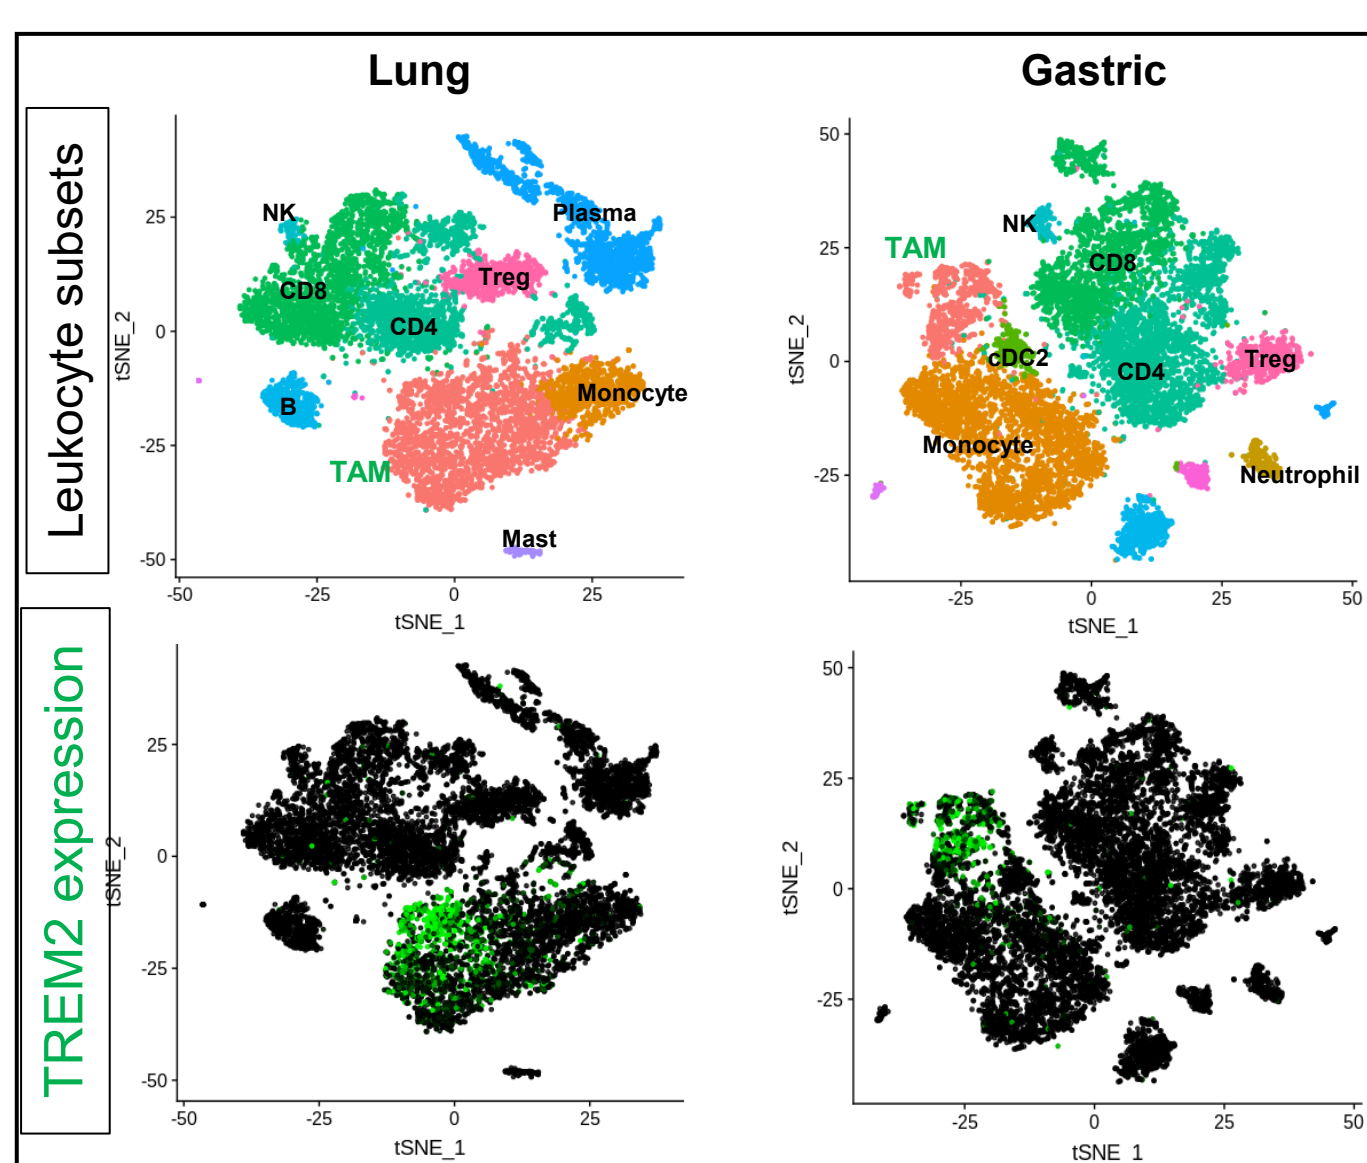 Lung
Gastric
Leukocyte subsets
tSNE_2
25
0
-25
-50
-50
-25
0
25
tSNE_1
NK
CD8
CD4
Treg
Plasma
B
Monocyte
TAM
Mast
tSNE_2
50
25
0
-25
-25
0
25
50
tSNE_1
TAM
NK
CD8
cDC2
CD4
Treg
Monocyte
Neutrophil
TREM2 expression
tSNE_2
25
0
-25
-50
-50
-25
0
25
tSNE_1
tSNE_2
50
25
0
-25
-25
0
25
50
tSNE_1